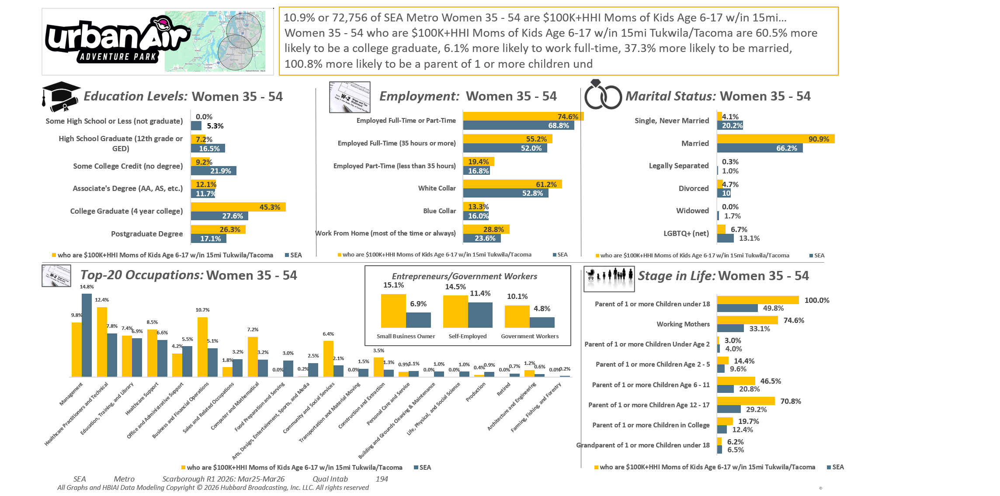 urbanAir
ADVENTURE PARK
10.9% or 72,756 of SEA Metro Women 35 - 54 are $100K+HHI Moms of Kids Age 6-17 w/in 15mi...
Women 35 - 54 who are $100K+HHI Moms of Kids Age 6-17 w/in 15mi Tukwila/Tacoma are 60.5% more
likely to be a college graduate, 6.1% more likely to work full-time, 37.3% more likely to be married,
100.8% more likely to be a parent of 1 or more children und
Education Levels: Women 35 - 54
Some High School or Less (not graduate)
0.0%
5.3%
High School Graduate (12th grade or
GED)
7.2%
16.5%
Some College Credit (no degree)
9.2%
21.9%
Associate's Degree (AA, AS, etc.)
12.1%
11.7%
College Graduate (4 year college)
45.3%
27.6%
Postgraduate Degree
26.3%
17.1%
who are $100K+HHI Moms of Kids Age 6-17 w/in 15mi Tukwila/Tacoma
SEA
W-2
Wage and Tax
Statement
Employment: Women 35 - 54
Employed Full-Time or Part-Time
74.6%
68.8%
Employed Full-Time (35 hours or more)
55.2%
52.0%
Employed Part-Time (less than 35 hours)
19.4%
16.8%
White Collar
61.2%
52.8%
Blue Collar
13.3%
16.0%
Work From Home (most of the time or always)
28.8%
23.6%
who are $100K+HHI Moms of Kids Age 6-17 w/in 15mi Tukwila/Tacoma
SEA
Marital Status: Women 35 - 54
Single, Never Married
4.1%
20.2%
Married
90.9%
66.2%
Legally Separated
0.3%
1.0%
Divorced
4.7%
10
Widowed
0.0%
1.7%
LGBTQ+ (net)
6.7%
13.1%
who are $100K+HHI Moms of Kids Age 6-17 w/in 15mi Tukwila/Tacoma
SEA
W-2
Top-20 Occupations: Women 35 - 54
9.8%
14.8%
12.4%
7.8%
7.4%
6.9%
8.5%
6.6%
4.2%
5.5%
10.7%
5.1%
1.8%
3.2%
7.2%
3.2%
0.0%
3.0%
0.2%
2.5%
6.4%
2.1%
0.0%
1.5%
3.5%
1.3%
0.9%
1.1%
0.0%
1.0%
0.0%
1.0%
0.4%
0.9%
0.0%
0.7%
1.2%
0.6%
0.0%
0.2%
Management
Healthcare Practitioners and Technical
Education, Training, and Library
Healthcare Support
Office and Administrative Support
Business and Financial Operations
Sales and Related Occupations
Computer and Mathematical
Food Preparation and Serving
Arts, Design, Entertainment, Sports, and Media
Community and Social Services
Transportation and Material Moving
Construction and Extraction
Personal Care and Service
Building and Grounds Cleaning & Maintenance
Life, Physical, and Social Science
Production
Retired
Architecture and Engineering
Farming, Fishing, and Forestry
who are $100K+HHI Moms of Kids Age 6-17 w/in 15mi Tukwila/Tacoma
SEA
Entrepreneurs/Government Workers
15.1%
6.9%
14.5%
11.4%
10.1%
4.8%
Small Business Owner
Self-Employed
Government Workers
Stage in Life: Women 35 - 54
Parent of 1 or more Children under 18
100.0%
49.8%
Working Mothers
74.6%
33.1%
Parent of 1 or more Children Under Age 2
3.0%
4.0%
Parent of 1 or more Children Age 2 - 5
14.4%
9.6%
Parent of 1 or more Children Age 6 - 11
46.5%
20.8%
Parent of 1 or more Children Age 12 - 17
70.8%
29.2%
Parent of 1 or more Children in College
19.7%
12.4%
Grandparent of 1 or more Children under 18
6.2%
6.5%
who are $100K+HHI Moms of Kids Age 6-17 w/in 15mi Tukwila/Tacoma
SEA
SEA Metro Scarborough R1 2026: Mar25-Mar26 Qual Intab 194
All Graphs and HBIAI Data Modeling Copyright © 2026 Hubbard Broadcasting, Inc. LLC. All rights reserved
©